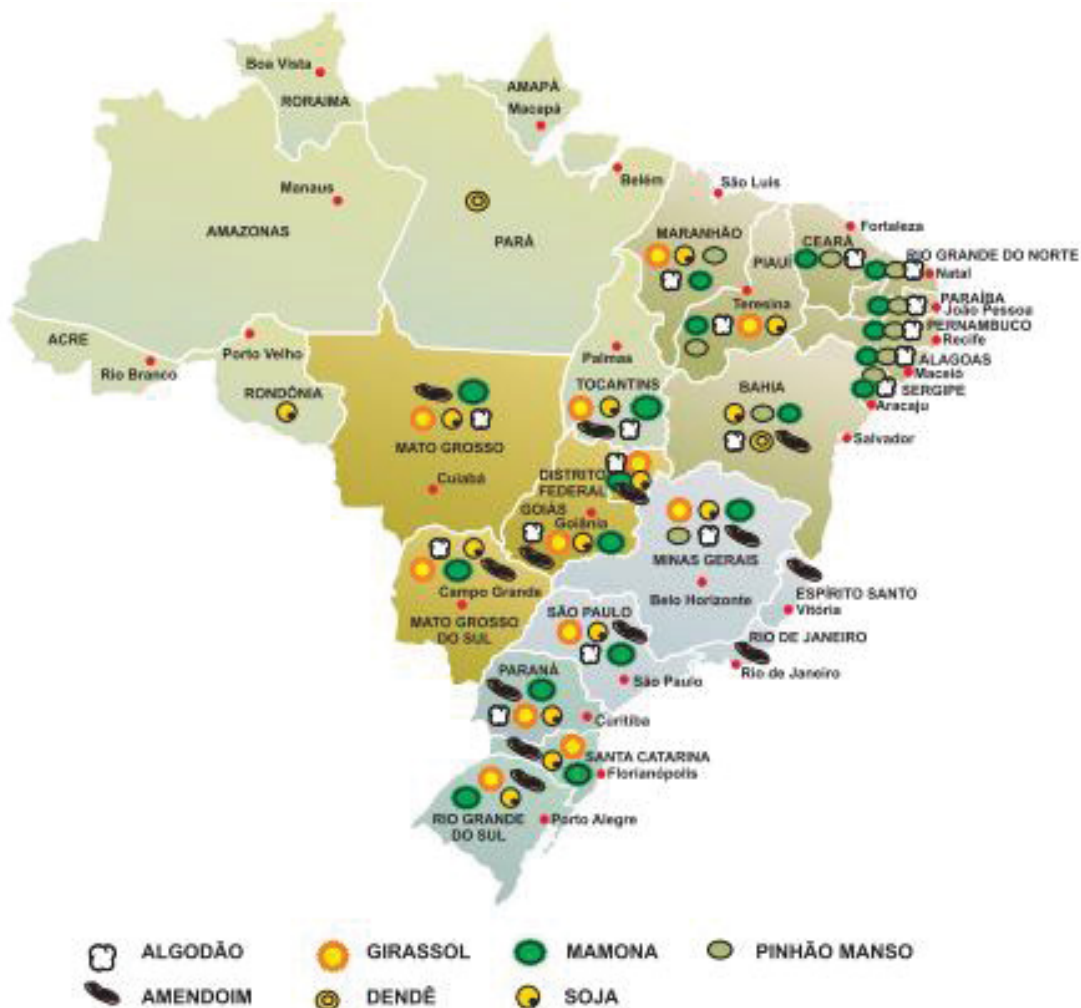 Boa Vista
RORAIMA
AMAPÁ
Macapá
Manaus
AMAZONAS
Belém
PARÁ
São Luis
MARANHÃO
PIAUÍ
Teresina
Fortaleza
CEARÁ
RIO GRANDE DO NORTE
Natal
PARAÍBA
João Pessoa
PERNAMBUCO
Recife
ALAGOAS
Maceió
SERGIPE
Aracaju
ACRE
Rio Branco
Porto Velho
RONDÔNIA
Palmas
TOCANTINS
BAHIA
Salvador
MATO GROSSO
Cuiabá
DISTRITO
FEDERAL
GOIÁS
Goiânia
MINAS GERAIS
Belo Horizonte
ESPÍRITO SANTO
Vitória
Campo Grande
MATO GROSSO
DO SUL
SÃO PAULO
São Paulo
RIO DE JANEIRO
Rio de Janeiro
PARANÁ
Curitiba
SANTA CATARINA
Florianópolis
RIO GRANDE
DO SUL
Porto Alegre
ALGODÃO
GIRASSOL
MAMONA
PINHÃO MANSO
AMENDOIM
DENDÊ
SOJA